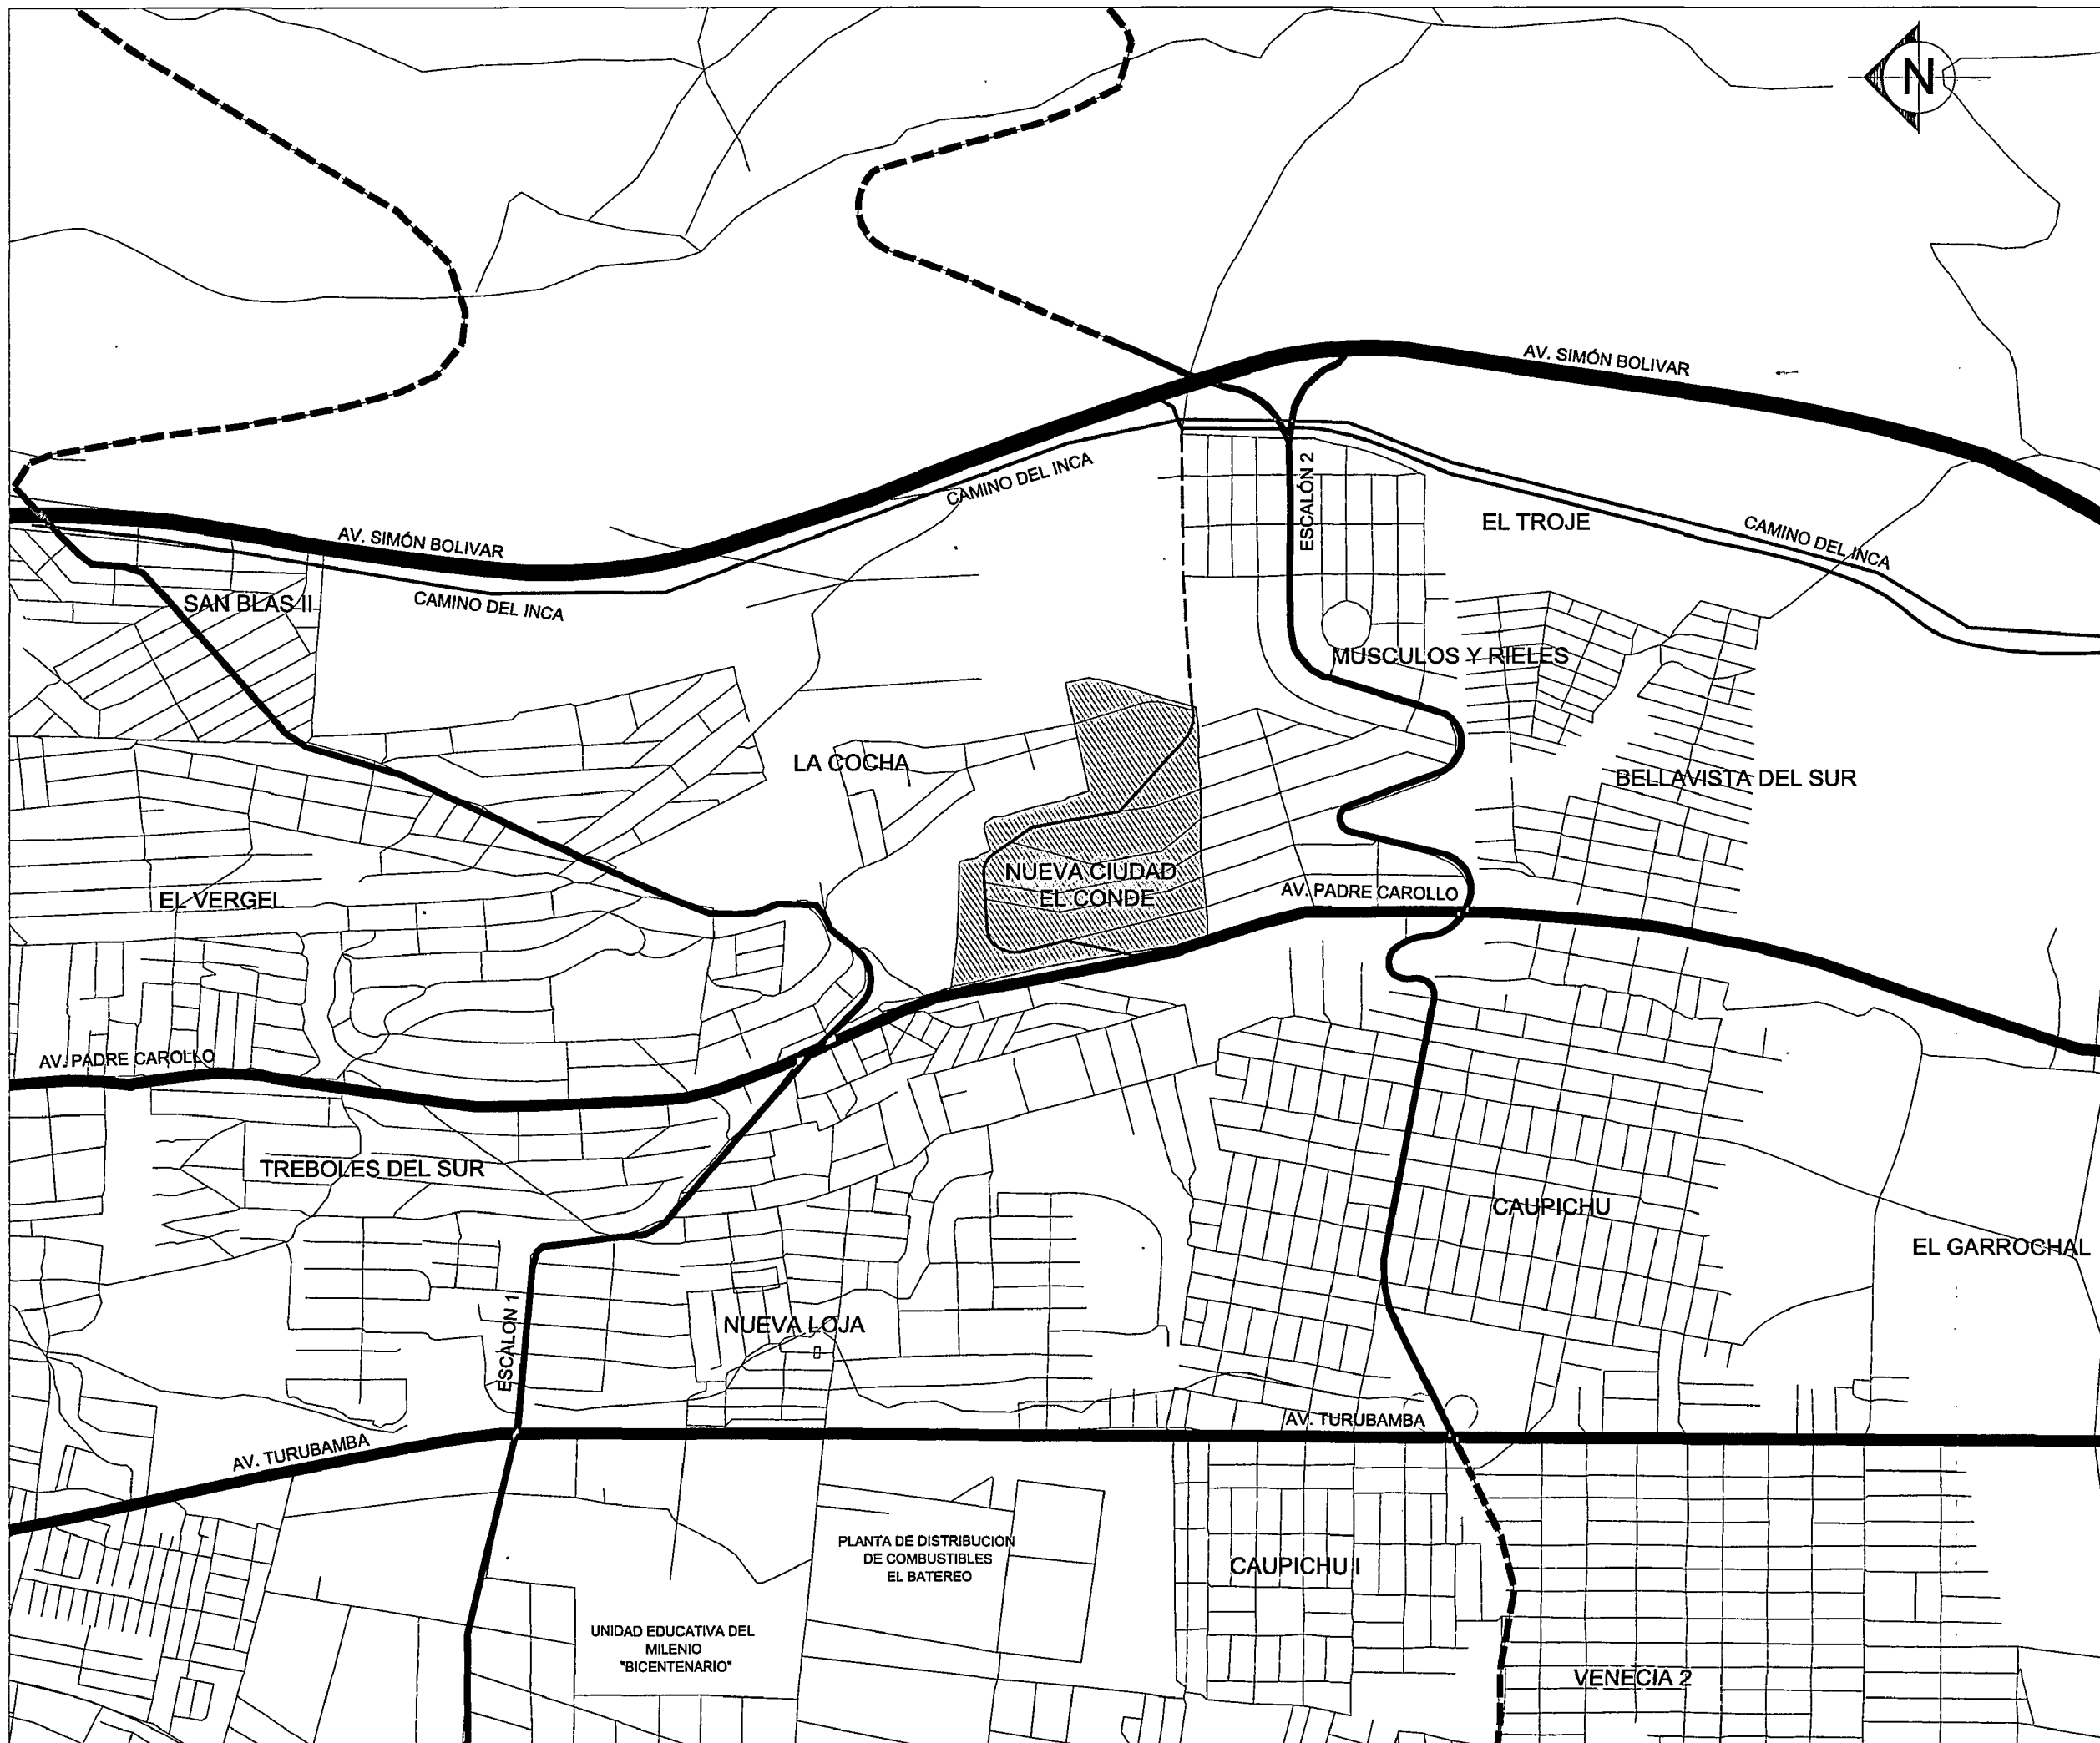 N
AV. SIMÓN BOLIVAR
CAMINO DEL INCA
ESCALÓN 2
EL TROJE
CAMINO DEL INCA
AV. SIMÓN BOLIVAR
SAN BLAS II
CAMINO DEL INCA
MUSCULOS Y RIELES
LA COCHA
BELLAVISTA DEL SUR
NUEVA CIUDAD
EL CONDE
AV. PADRE CAROLLO
EL VERGEL
AV. PADRE CAROLLO
TREBOLES DEL SUR
CAUPICHU
EL GARROCHAL
ESCALON 1
NUEVA LOJA
AV. TURUBAMBA
AV. TURUBAMBA
PLANTA DE DISTRIBUCION
DE COMBUSTIBLES
EL BATEREO
CAUPICHU I
UNIDAD EDUCATIVA DEL
MILENIO
"BICENTENARIO"
VENECIA 2